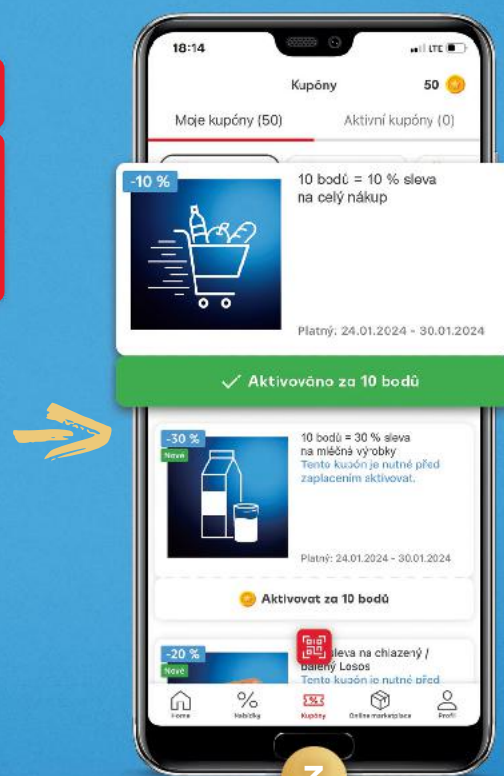 18:14
LTE
Kupóny
50
Moje kupóny (50)
Aktivní kupóny (0)
-10 %
10 bodů = 10 % sleva
na celý nákup
Platný: 24.01.2024 - 30.01.2024
✓ Aktivováno za 10 bodů
-30 %
Nové
10 bodů = 30 % sleva
na mléčné výrobky
Tento kupón je nutné před
zaplacením aktivovat.
Platný: 24.01.2024 - 30.01.2024
Aktivovat za 10 bodů
-20 %
Nové
sleva na chlazený /
balený Losos
Tento kupón je nutné před
Home
Nabídky
Kupóny
Online marketplace
Profil
3